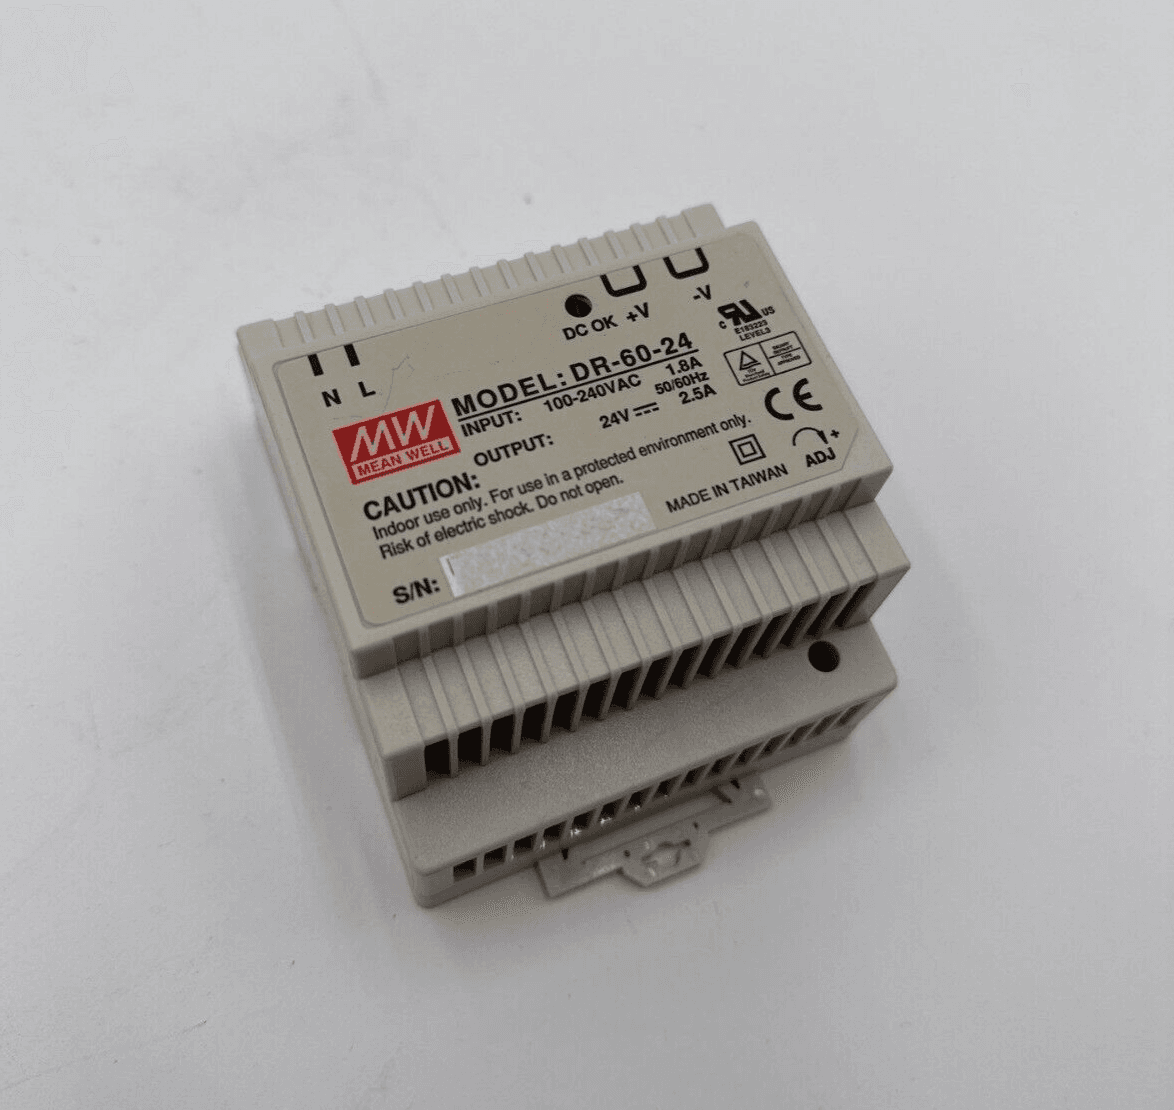 DC OK +V -V
N L
MW
MEAN WELL
MODEL: DR-60-24
INPUT: 100-240VAC 1.8A
50/60Hz
OUTPUT: 24V 2.5A
C US
E183223
LEVEL3
CE
CAUTION:
Indoor use only. For use in a protected environment only.
Risk of electric shock. Do not open.
MADE IN TAIWAN
+
ADJ
S/N: